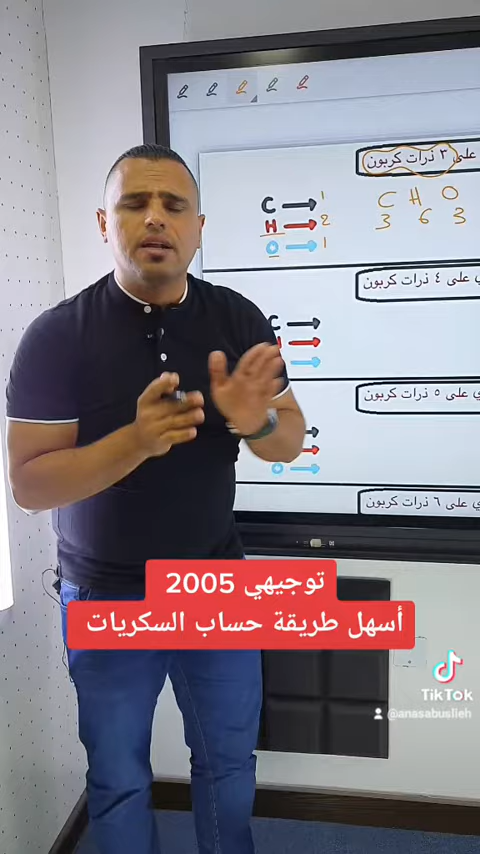 على ٣ ذرات كربون
C → 1
H → 2
O → 1
C H O
3 6 3
ي على ٤ ذرات كربون
C →
ي على ٥ ذرات كربون
ي على ٦ ذرات كربون
توجيهي 2005
أسهل طريقة حساب السكريات
TikTok
@anasabuslieh